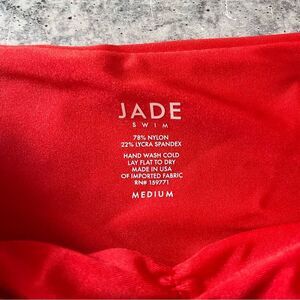 JADE
SWIM
78% NYLON
22% LYCRA SPANDEX
HAND WASH COLD
LAY FLAT TO DRY
MADE IN USA
OF IMPORTED FABRIC
RN# 159771
MEDIUM